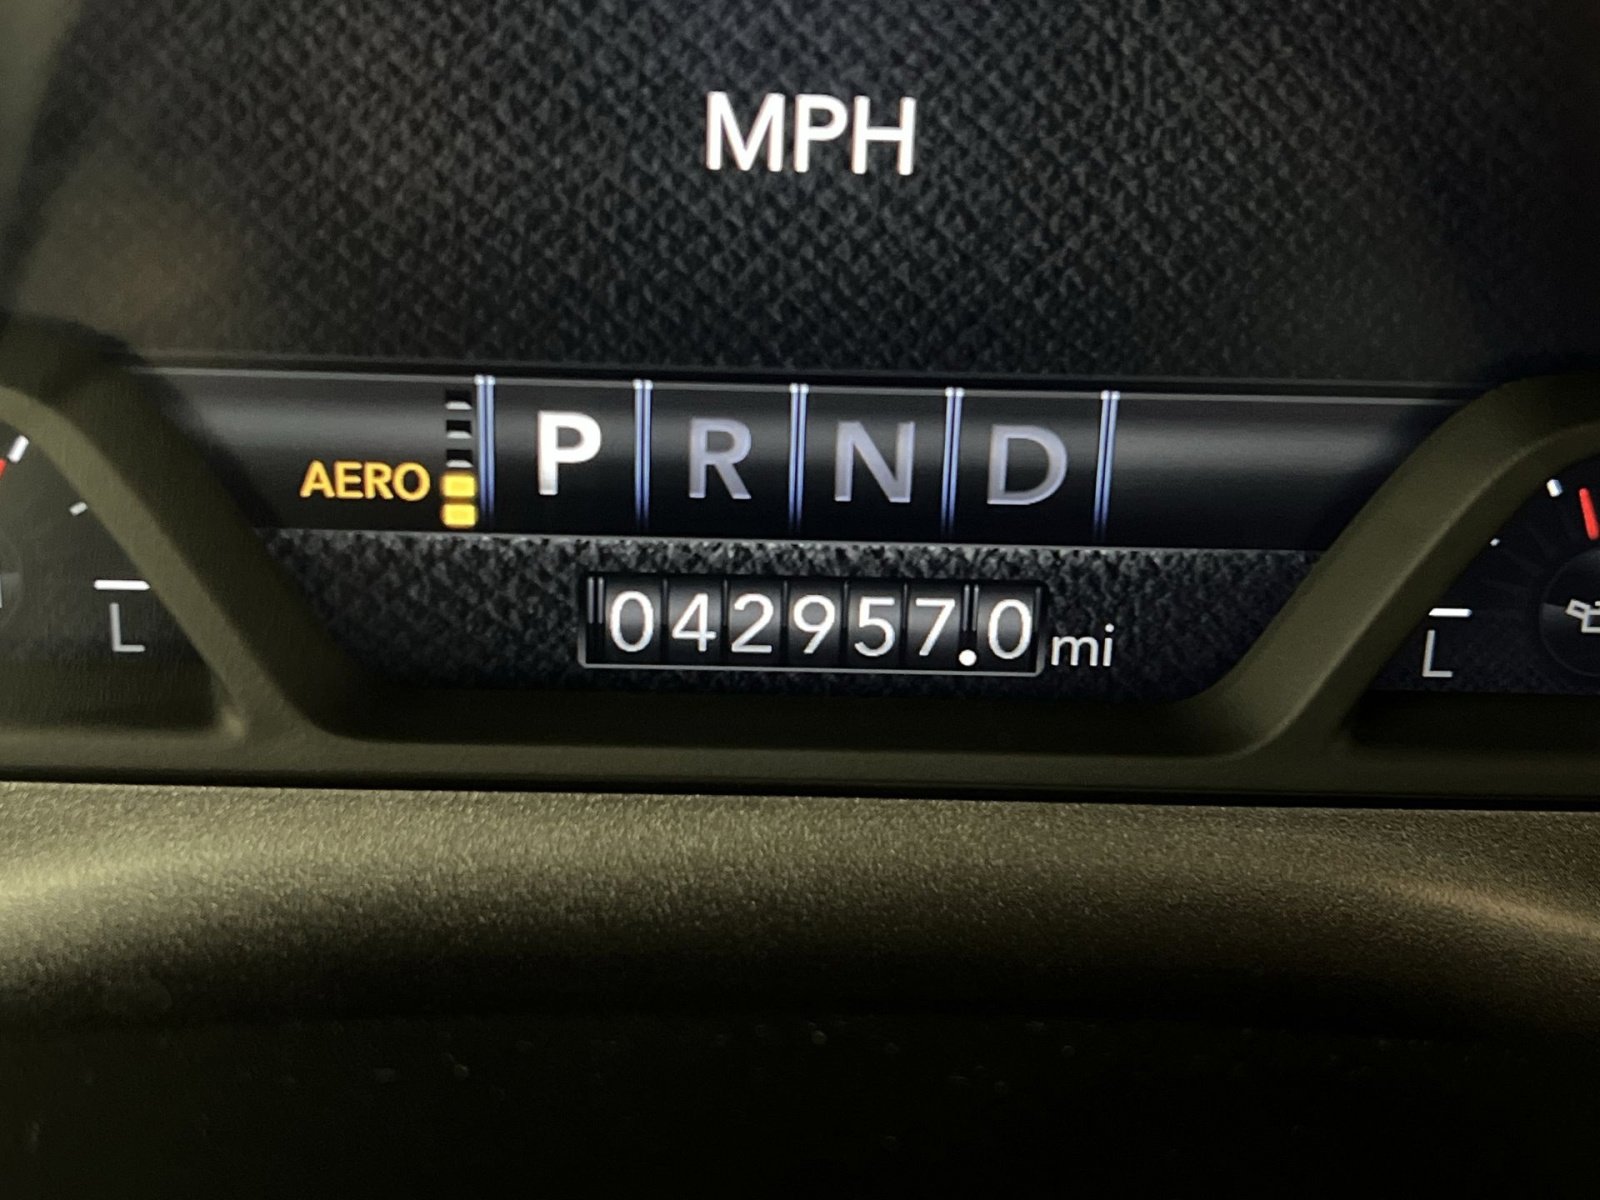 MPH
AERO P R N D
042957.0 mi
L L